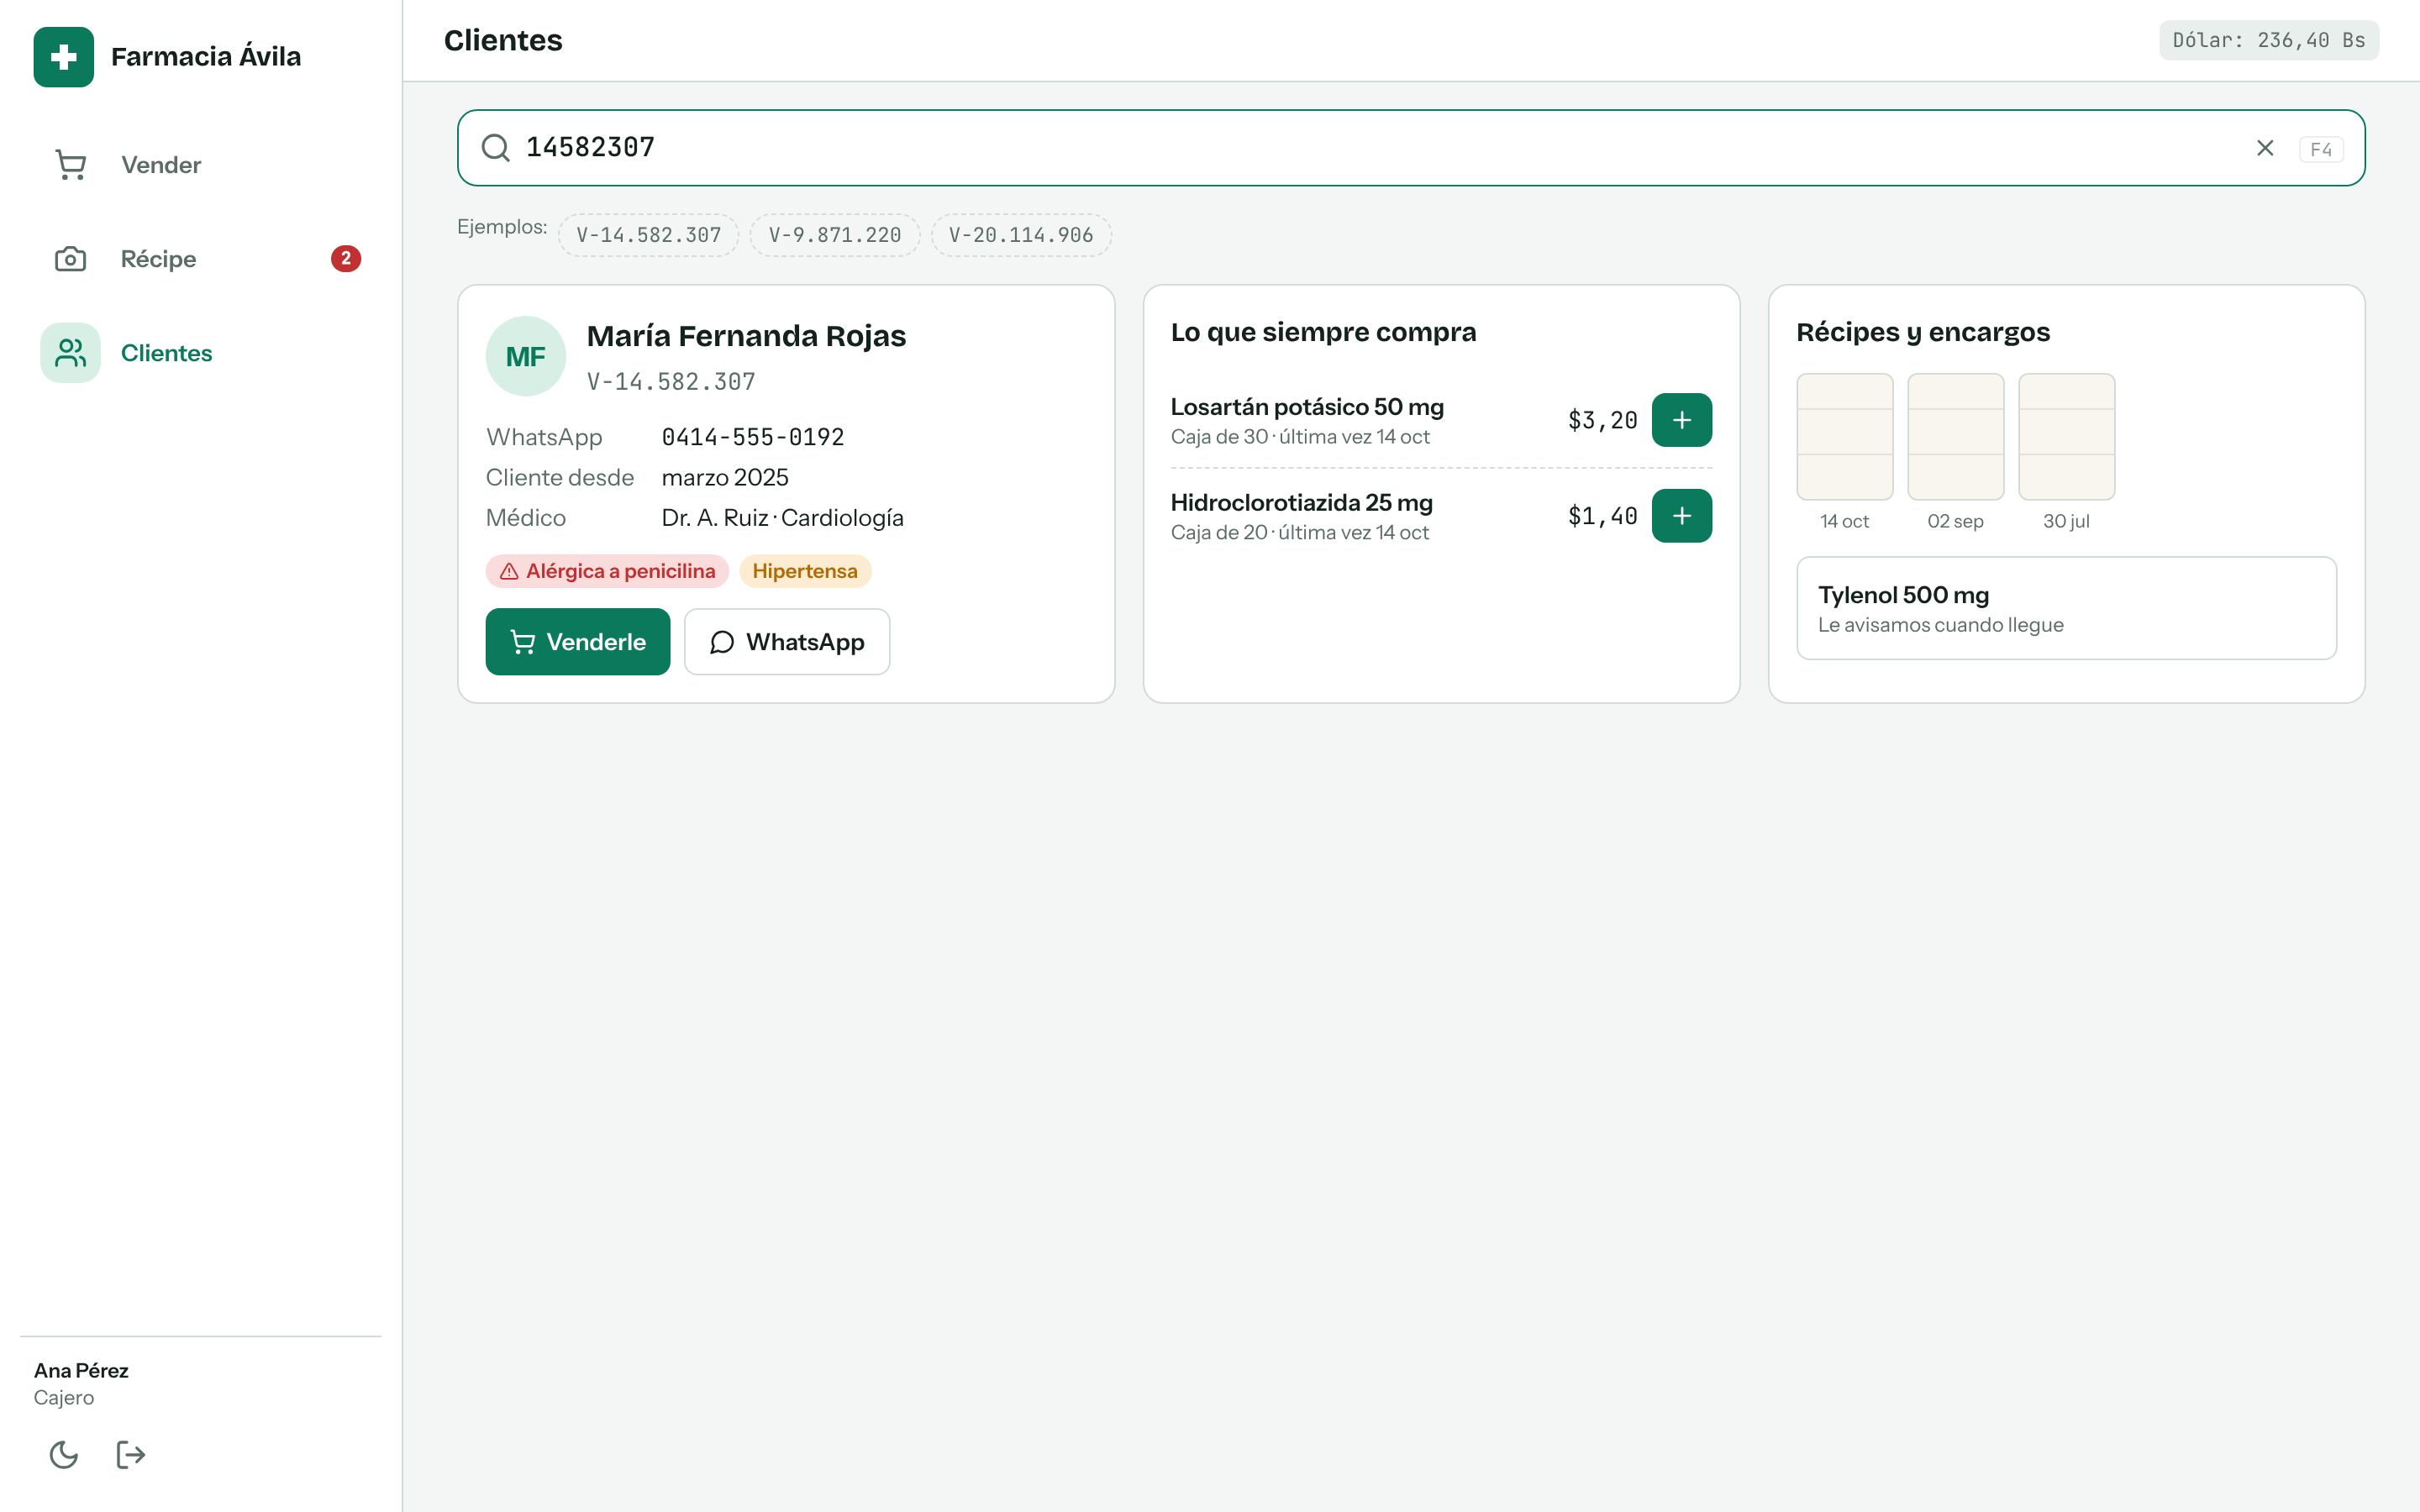 Farmacia Ávila
Vender
Récipe
2
Clientes
Ana Pérez
Cajero
Clientes
Dólar: 236,40 Bs
14582307
F4
Ejemplos:
V-14.582.307
V-9.871.220
V-20.114.906
MF
María Fernanda Rojas
V-14.582.307
WhatsApp 0414-555-0192
Cliente desde marzo 2025
Médico Dr. A. Ruiz · Cardiología
Alérgica a penicilina
Hipertensa
Venderle
WhatsApp
Lo que siempre compra
Losartán potásico 50 mg
Caja de 30 · última vez 14 oct
$3,20
Hidroclorotiazida 25 mg
Caja de 20 · última vez 14 oct
$1,40
Récipes y encargos
14 oct
02 sep
30 jul
Tylenol 500 mg
Le avisamos cuando llegue